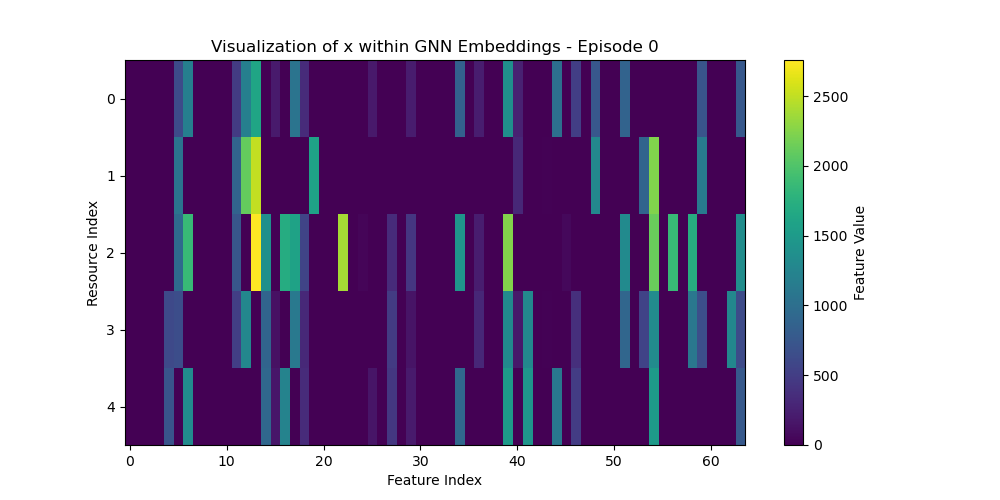 Visualization of x within GNN Embeddings - Episode 0
Resource Index
0
1
2
3
4
0 10 20 30 40 50 60
Feature Index
2500
2000
1500
1000
500
0
Feature Value